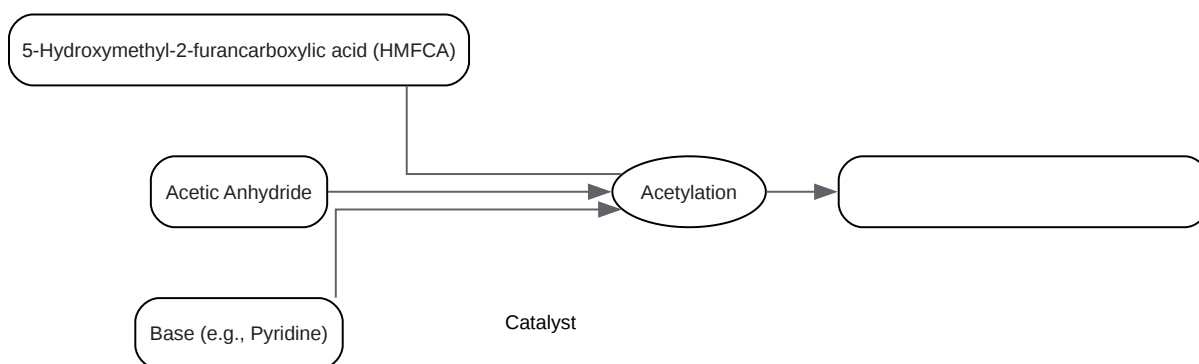 5-Hydroxymethyl-2-furancarboxylic acid (HMFCA)
Acetic Anhydride
Acetylation
Base (e.g., Pyridine)
Catalyst